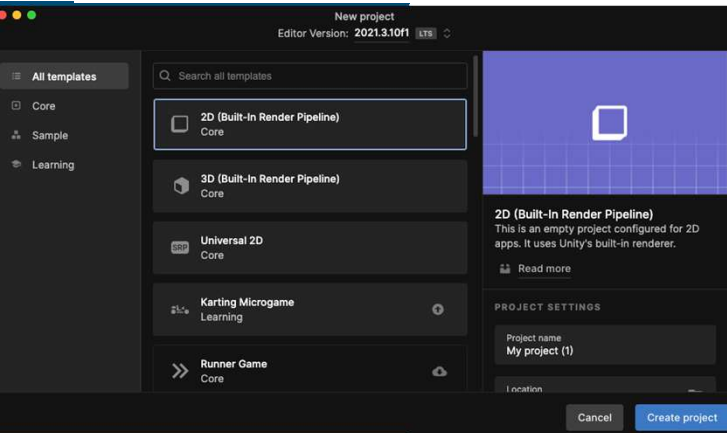 New project
Editor Version: 2021.3.10f1 LTS
All templates
Core
Sample
Learning
Search all templates
2D (Built-In Render Pipeline)
Core
3D (Built-In Render Pipeline)
Core
SRP
Universal 2D
Core
Karting Microgame
Learning
Runner Game
Core
2D (Built-In Render Pipeline)
This is an empty project configured for 2D
apps. It uses Unity's built-in renderer.
Read more
PROJECT SETTINGS
Project name
My project (1)
Location
Cancel
Create project